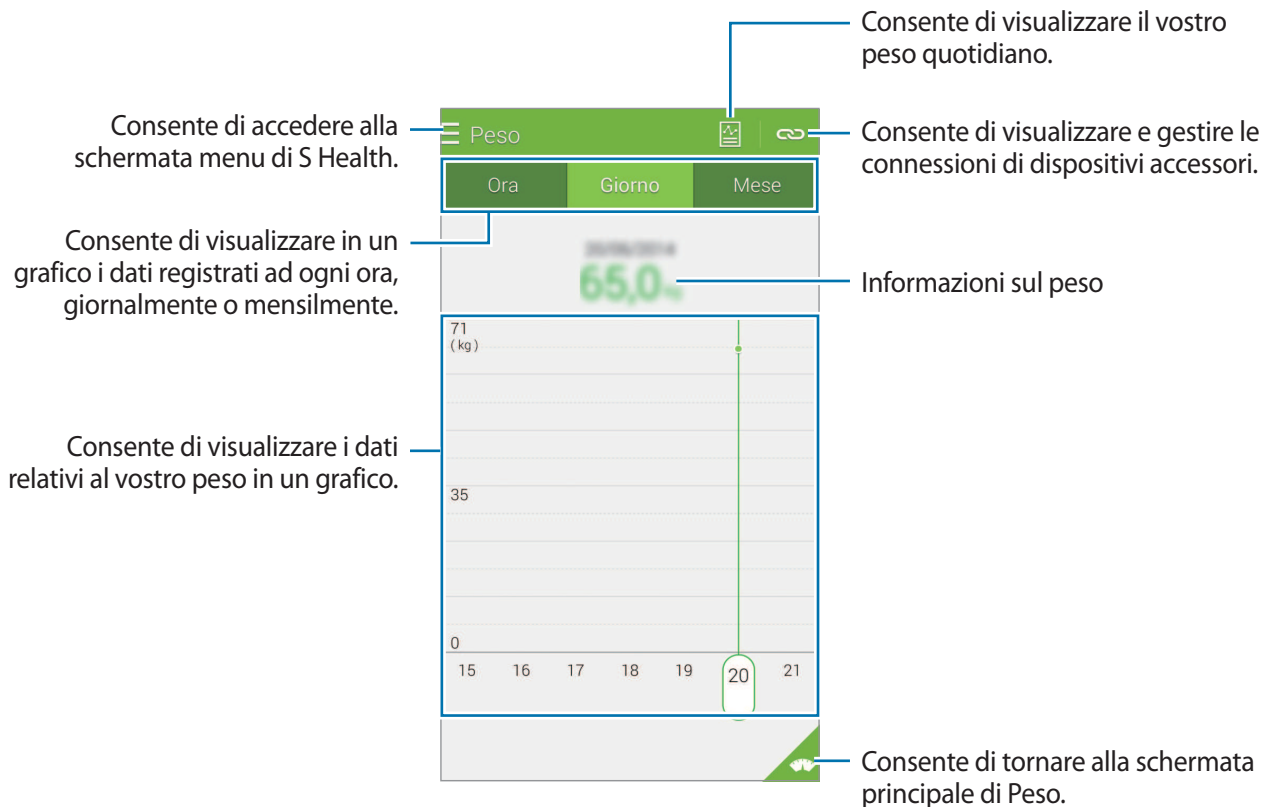 Consente di visualizzare il vostro
peso quotidiano.
Consente di accedere alla
schermata menu di S Health.
Peso
Consente di visualizzare e gestire le
connessioni di dispositivi accessori.
Ora Giorno Mese
Consente di visualizzare in un
grafico i dati registrati ad ogni ora,
giornalmente o mensilmente.
65,0
Informazioni sul peso
71
(kg)
Consente di visualizzare i dati
relativi al vostro peso in un grafico.
35
0
15 16 17 18 19 20 21
Consente di tornare alla schermata
principale di Peso.